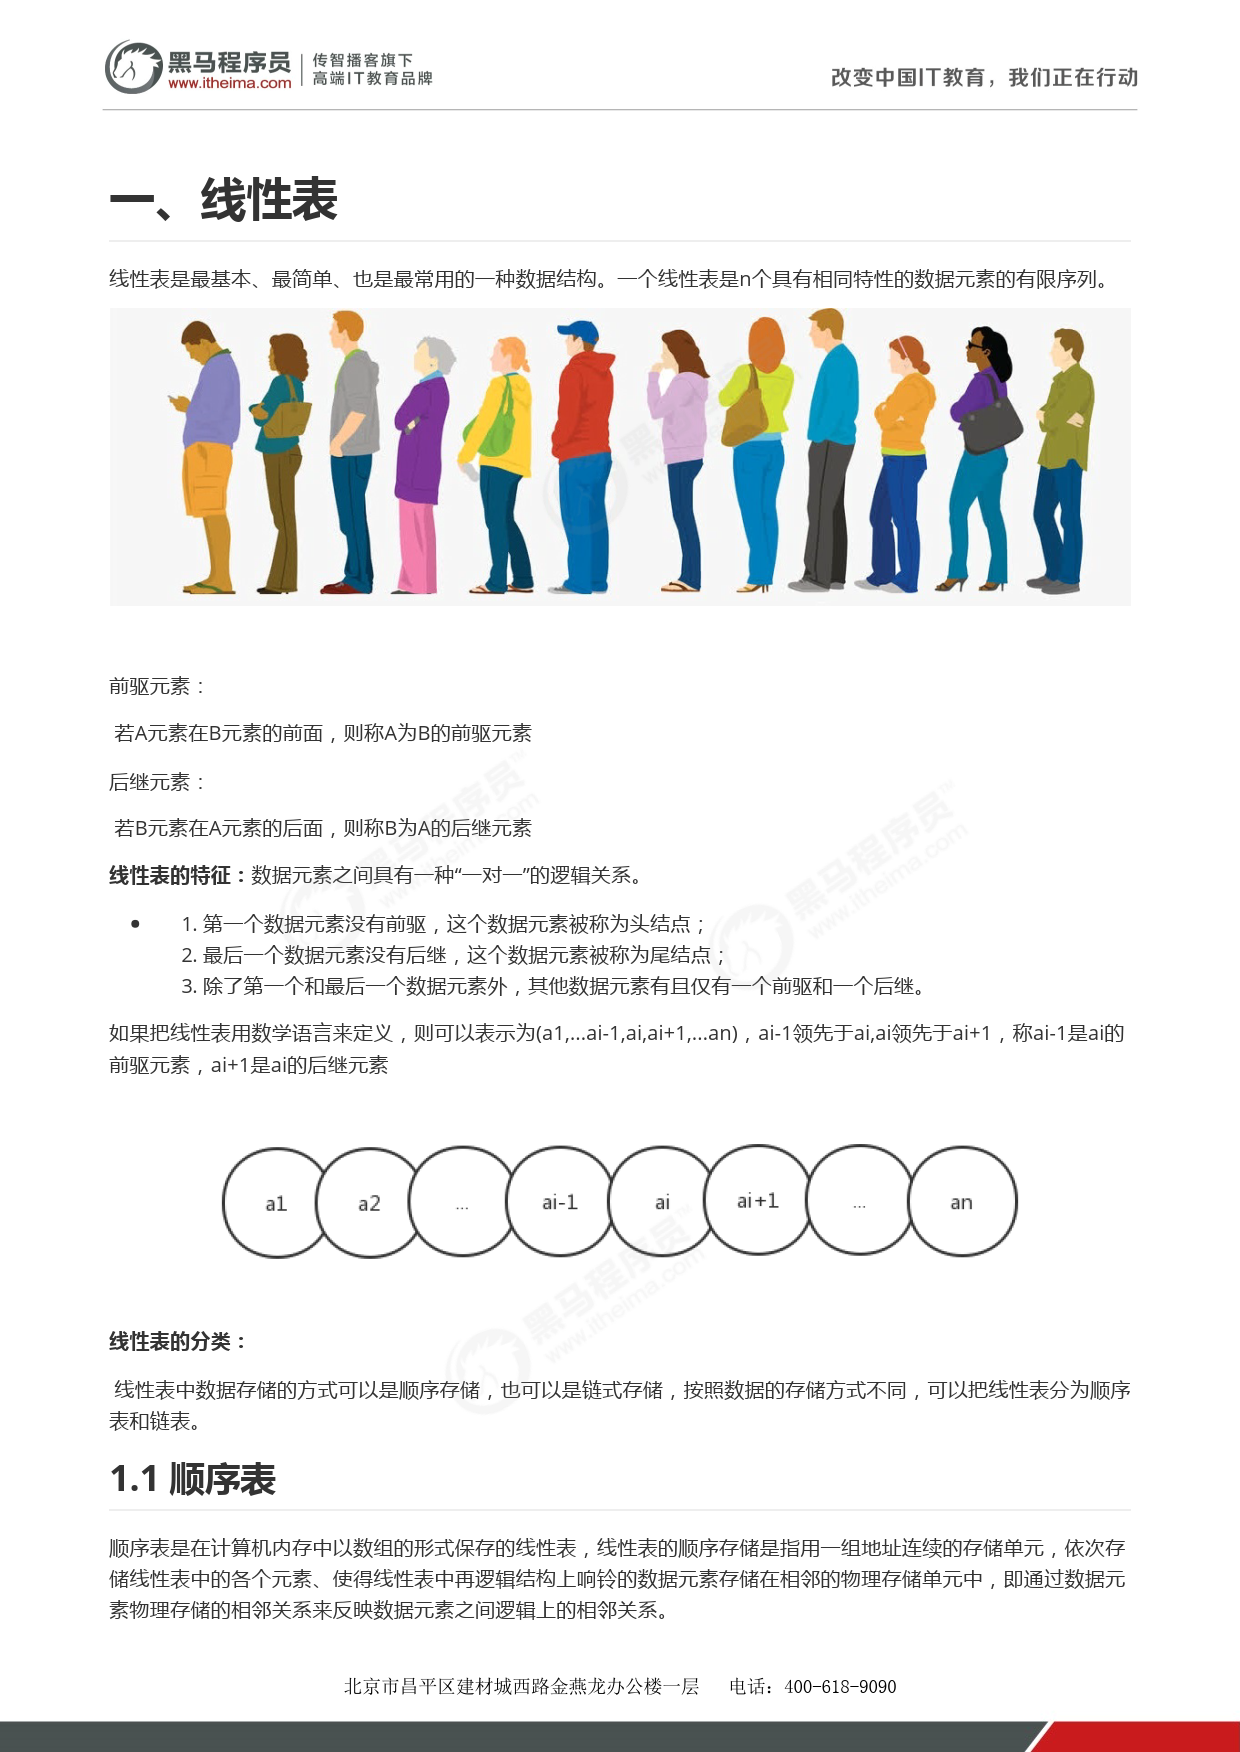 黑马程序员
www.itheima.com
传智播客旗下
高端IT教育品牌
改变中国IT教育，我们正在行动
一、线性表
线性表是最基本、最简单、也是最常用的一种数据结构。一个线性表是n个具有相同特性的数据元素的有限序列。
前驱元素：
若A元素在B元素的前面，则称A为B的前驱元素
后继元素：
若B元素在A元素的后面，则称B为A的后继元素
线性表的特征：数据元素之间具有一种“一对一”的逻辑关系。
1. 第一个数据元素没有前驱，这个数据元素被称为头结点；
2. 最后一个数据元素没有后继，这个数据元素被称为尾结点；
3. 除了第一个和最后一个数据元素外，其他数据元素有且仅有一个前驱和一个后继。
如果把线性表用数学语言来定义，则可以表示为(a1,...ai-1,ai,ai+1,...an)，ai-1领先于ai,ai领先于ai+1，称ai-1是ai的
前驱元素，ai+1是ai的后继元素
a1 a2 ... ai-1 ai ai+1 ... an
线性表的分类：
线性表中数据存储的方式可以是顺序存储，也可以是链式存储，按照数据的存储方式不同，可以把线性表分为顺序
表和链表。
1.1 顺序表
顺序表是在计算机内存中以数组的形式保存的线性表，线性表的顺序存储是指用一组地址连续的存储单元，依次存
储线性表中的各个元素、使得线性表中再逻辑结构上响铃的数据元素存储在相邻的物理存储单元中，即通过数据元
素物理存储的相邻关系来反映数据元素之间逻辑上的相邻关系。
北京市昌平区建材城西路金燕龙办公楼一层 电话：400-618-9090